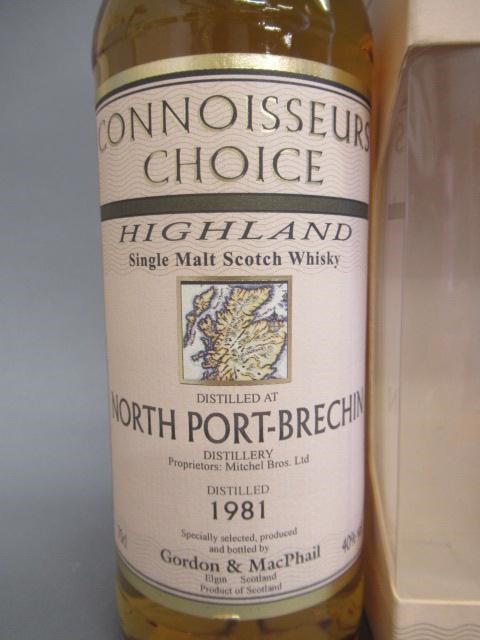 CONNOISSEURS
CHOICE
HIGHLAND
Single Malt Scotch Whisky
DISTILLED AT
NORTH PORT-BRECHIN
DISTILLERY
Proprietors: Mitchel Bros. Ltd
DISTILLED
1981
Specially selected, produced
and bottled by
70cl Gordon & MacPhail 40%
Elgin Scotland
Product of Scotland